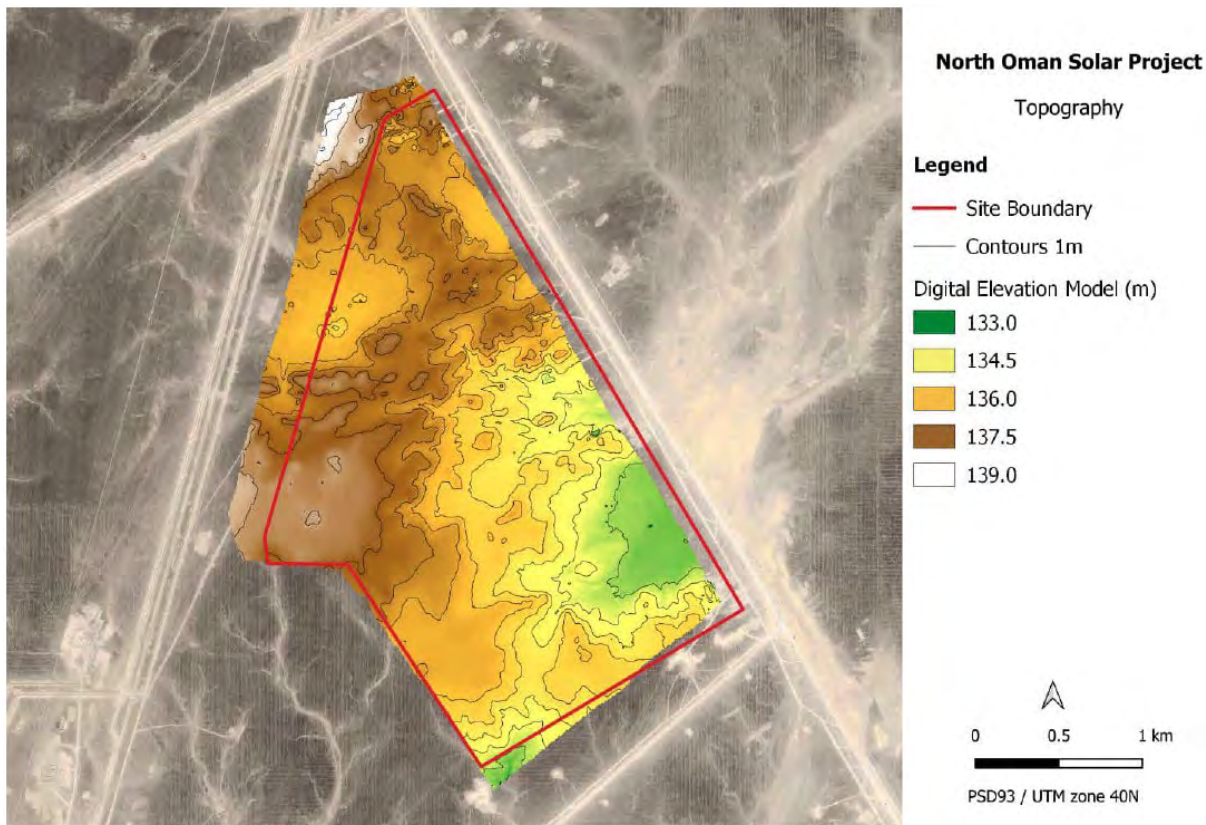 North Oman Solar Project
Topography
Legend
Site Boundary
Contours 1m
Digital Elevation Model (m)
133.0
134.5
136.0
137.5
139.0
0 0.5 1 km
PSD93 / UTM zone 40N